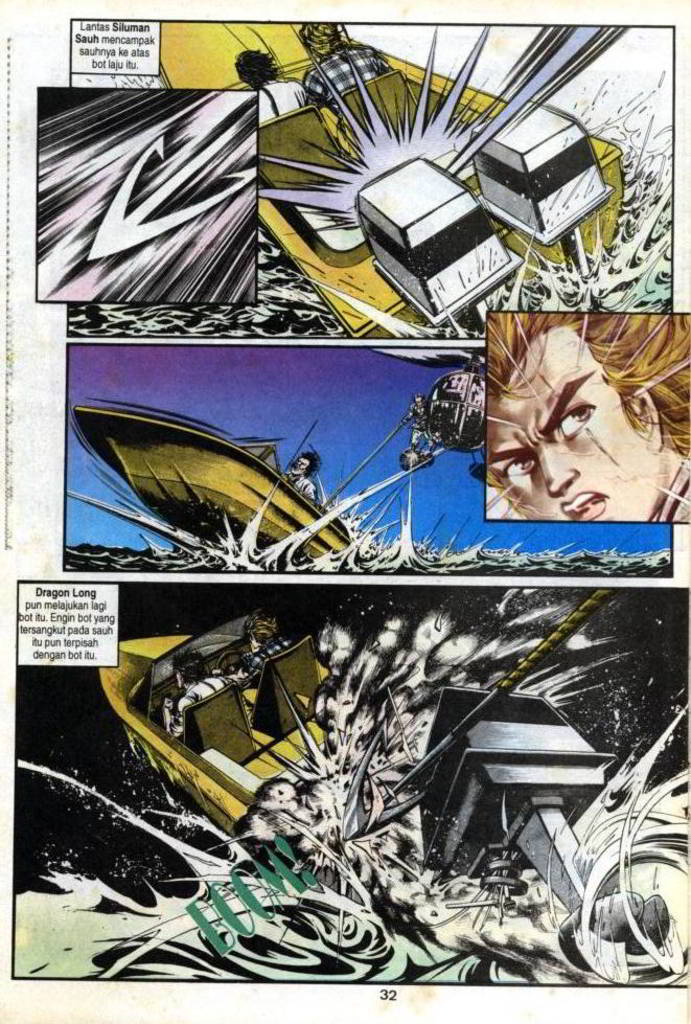 Lantas Siluman
Sauh mencampak
sauhnya ke atas
bot laju itu.
Dragon Long
pun melajukan lagi
bot itu. Enjin bot yang
tersangkut pada sauh
itu pun terpisah
dengan bot itu.
BOOM!
32